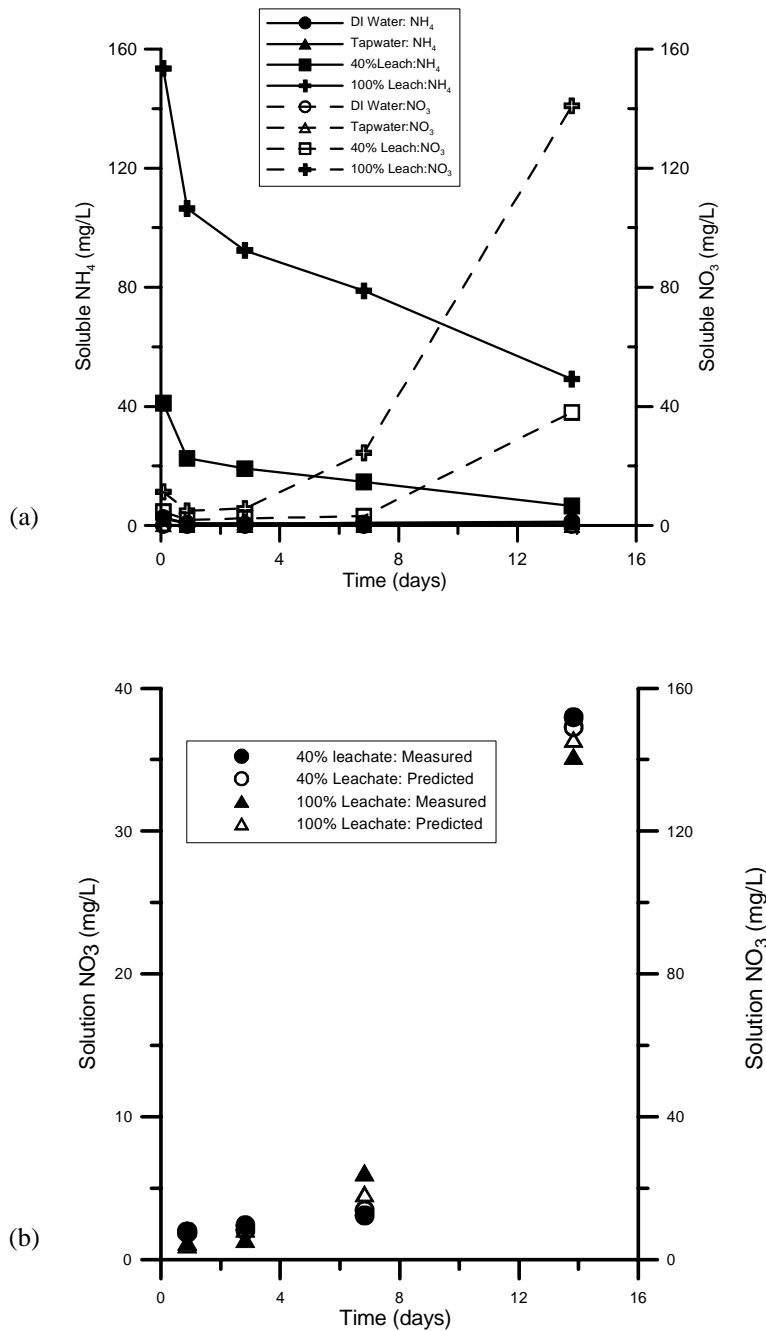 DI Water: NH4
Tapwater: NH4
40%Leach:NH4
100% Leach:NH4
DI Water:NO3
Tapwater:NO3
40% Leach:NO3
100% Leach:NO3
160
120
80
40
0
Soluble NH4 (mg/L)
160
120
80
40
0
Soluble NO3 (mg/L)
0 4 8 12 16
Time (days)
(a)
40% leachate: Measured
40% Leachate: Predicted
100% Leachate: Measured
100% Leachate: Predicted
40
30
20
10
0
Solution NO3 (mg/L)
160
120
80
40
0
Solution NO3 (mg/L)
0 4 8 12 16
Time (days)
(b)